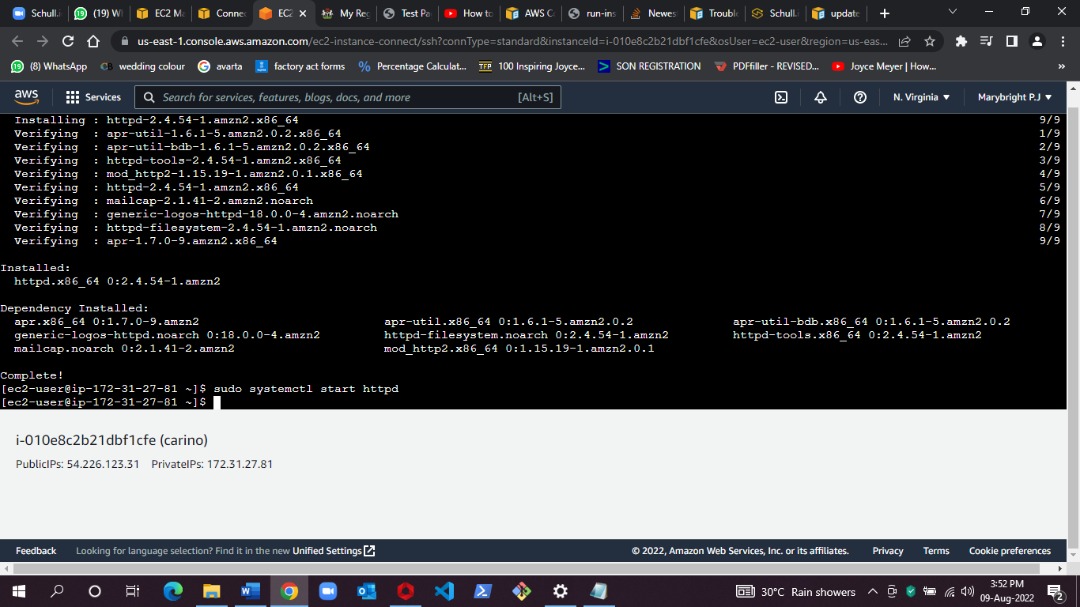 Schull
(19) W
EC2 M
Conne
EC2
My Re
Test Pa
How to
AWS C
run-ins
Newes
Troubl
Schull
update
us-east-1.console.aws.amazon.com/ec2-instance-connect/ssh?connType=standard&instanceId=i-010e8c2b21dbf1cfe&osUser=ec2-user&region=us-eas...
(8) WhatsApp
wedding colour
avarta
factory act forms
Percentage Calculat...
100 Inspiring Joyce...
SON REGISTRATION
PDFfiller - REVISED...
Joyce Meyer | How...
»
aws Services Search for services, features, blogs, docs, and more [Alt+S] N. Virginia Marybright P.J
Installing : httpd-2.4.54-1.amzn2.x86_64 9/9
Verifying : apr-util-1.6.1-5.amzn2.0.2.x86_64 1/9
Verifying : apr-util-bdb-1.6.1-5.amzn2.0.2.x86_64 2/9
Verifying : httpd-tools-2.4.54-1.amzn2.x86_64 3/9
Verifying : mod_http2-1.15.19-1.amzn2.0.1.x86_64 4/9
Verifying : httpd-2.4.54-1.amzn2.x86_64 5/9
Verifying : mailcap-2.1.41-2.amzn2.noarch 6/9
Verifying : generic-logos-httpd-18.0.0-4.amzn2.noarch 7/9
Verifying : httpd-filesystem-2.4.54-1.amzn2.noarch 8/9
Verifying : apr-1.7.0-9.amzn2.x86_64 9/9
Installed:
httpd.x86_64 0:2.4.54-1.amzn2
Dependency Installed:
apr.x86_64 0:1.7.0-9.amzn2 apr-util.x86_64 0:1.6.1-5.amzn2.0.2 apr-util-bdb.x86_64 0:1.6.1-5.amzn2.0.2
generic-logos-httpd.noarch 0:18.0.0-4.amzn2 httpd-filesystem.noarch 0:2.4.54-1.amzn2 httpd-tools.x86_64 0:2.4.54-1.amzn2
mailcap.noarch 0:2.1.41-2.amzn2 mod_http2.x86_64 0:1.15.19-1.amzn2.0.1
Complete!
[ec2-user@ip-172-31-27-81 ~]$ sudo systemctl start httpd
[ec2-user@ip-172-31-27-81 ~]$
i-010e8c2b21dbf1cfe (carino)
PublicIPs: 54.226.123.31 PrivateIPs: 172.31.27.81
Feedback Looking for language selection? Find it in the new Unified Settings © 2022, Amazon Web Services, Inc. or its affiliates. Privacy Terms Cookie preferences
30°C Rain showers
3:52 PM
09-Aug-2022
2